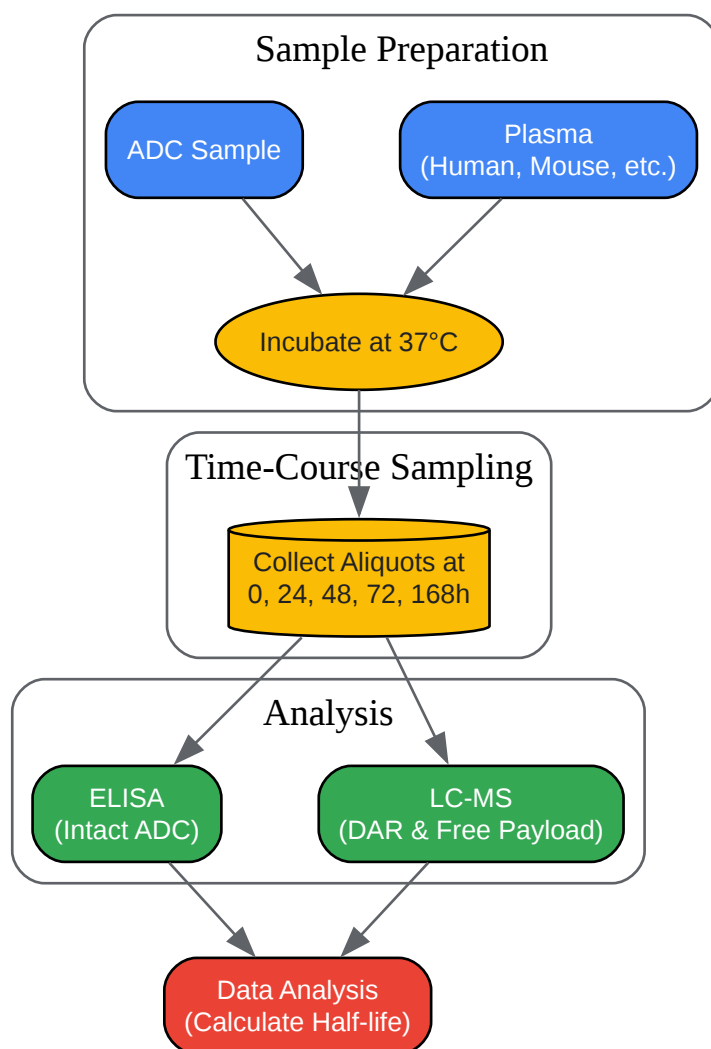 Sample Preparation
ADC Sample
Plasma
(Human, Mouse, etc.)
Incubate at 37°C
Time-Course Sampling
Collect Aliquots at
0, 24, 48, 72, 168h
Analysis
ELISA
(Intact ADC)
LC-MS
(DAR & Free Payload)
Data Analysis
(Calculate Half-life)